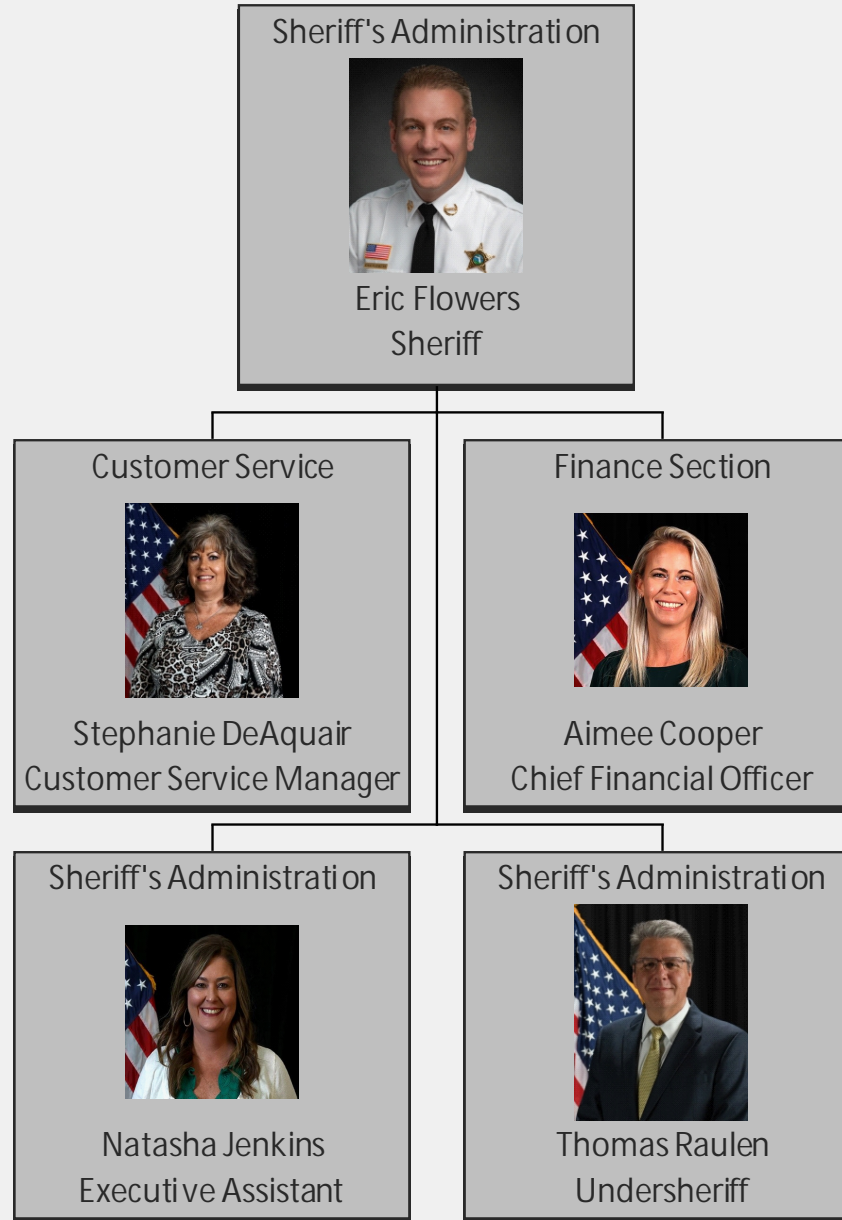 Sheriff's Administration
Eric Flowers
Sheriff
Customer Service
Stephanie DeAquair
Customer Service Manager
Finance Section
Aimee Cooper
Chief Financial Officer
Sheriff's Administration
Natasha Jenkins
Executive Assistant
Sheriff's Administration
Thomas Raulen
Undersheriff